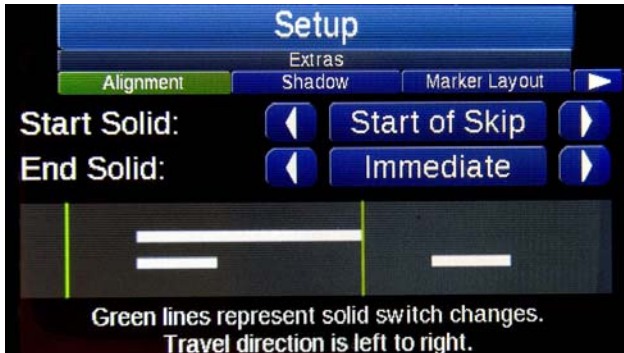 Setup
Extras
Alignment Shadow Marker Layout
Start Solid: Start of Skip
End Solid: Immediate
Green lines represent solid switch changes.
Travel direction is left to right.